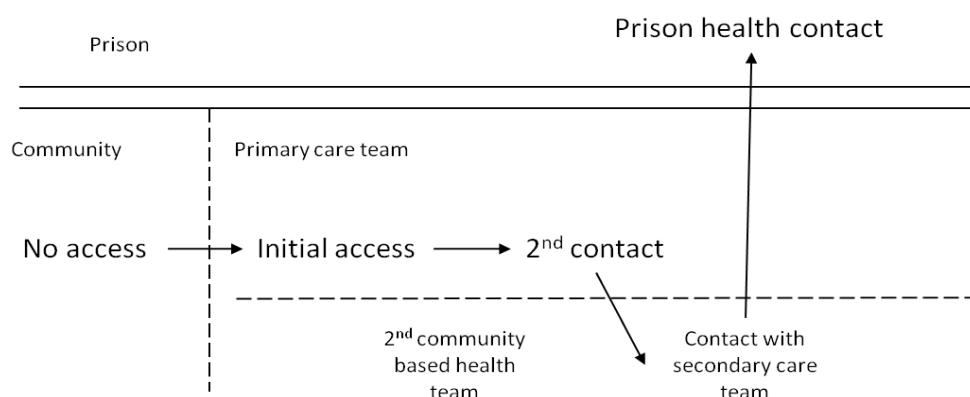 Prison health contact
Prison
Community
Primary care team
No access
Initial access
2nd contact
2nd community
based health
team
Contact with
secondary care
team